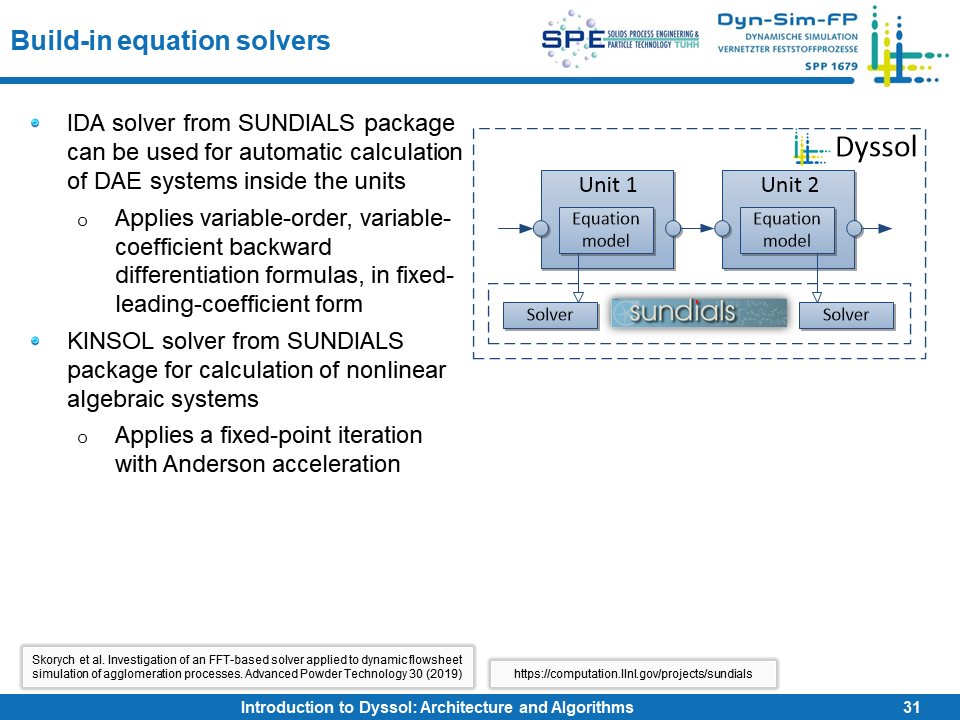 Build-in equation solvers
SPE SOLIDS PROCESS ENGINEERING &
PARTICLE TECHNOLOGY TUHH
Dyn-Sim-FP
DYNAMISCHE SIMULATION
VERNETZTER FESTSTOFFPROZESSE
SPP 1679
IDA solver from SUNDIALS package
can be used for automatic calculation
of DAE systems inside the units
o Applies variable-order, variable-
coefficient backward
differentiation formulas, in fixed-
leading-coefficient form
KINSOL solver from SUNDIALS
package for calculation of nonlinear
algebraic systems
o Applies a fixed-point iteration
with Anderson acceleration
Dyssol
Unit 1
Equation
model
Unit 2
Equation
model
Solver
sundials
Solver
Skorych et al. Investigation of an FFT-based solver applied to dynamic flowsheet
simulation of agglomeration processes. Advanced Powder Technology 30 (2019)
https://computation.llnl.gov/projects/sundials
Introduction to Dyssol: Architecture and Algorithms
31